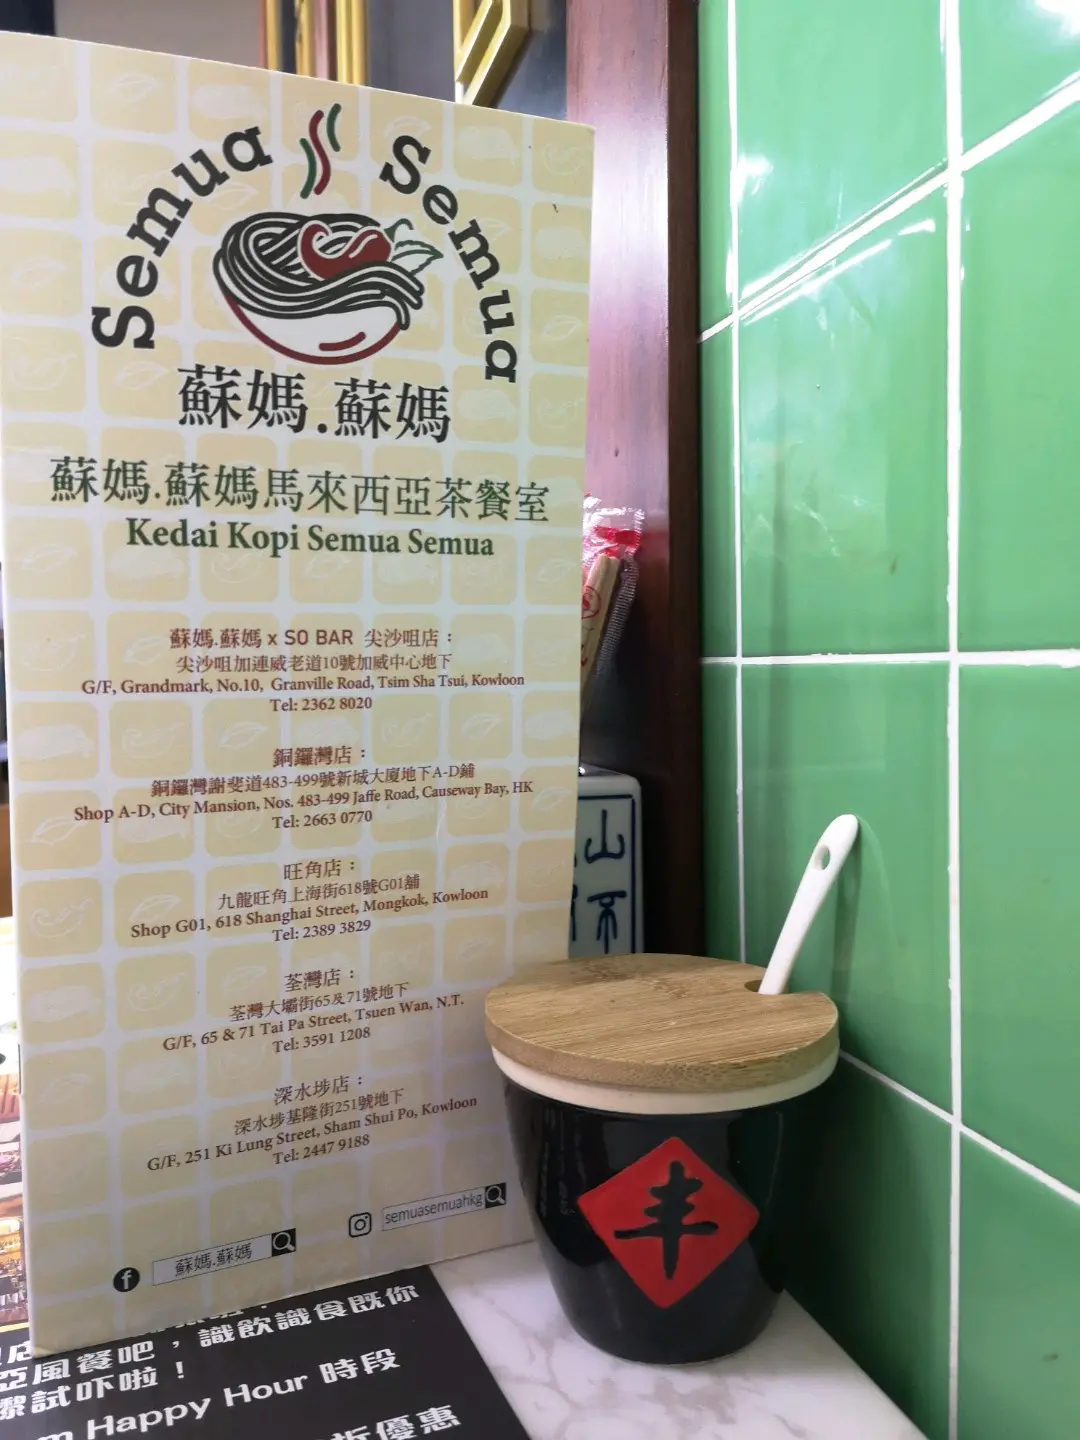 Semua Semua
蘇媽.蘇媽
蘇媽.蘇媽馬來西亞茶餐室
Kedai Kopi Semua Semua
蘇媽.蘇媽 x SO BAR 尖沙咀店：
尖沙咀加連威老道10號加威中心地下
G/F, Grandmark, No.10, Granville Road, Tsim Sha Tsui, Kowloon
Tel: 2362 8020
銅鑼灣店：
銅鑼灣謝斐道483-499號新城大廈地下A-D鋪
Shop A-D, City Mansion, Nos. 483-499 Jaffe Road, Causeway Bay, HK
Tel: 2663 0770
旺角店：
九龍旺角上海街618號G01舖
Shop G01, 618 Shanghai Street, Mongkok, Kowloon
Tel: 2389 3829
荃灣店：
荃灣大壩街65及71號地下
G/F, 65 & 71 Tai Pa Street, Tsuen Wan, N.T.
Tel: 3591 1208
深水埗店：
深水埗基隆街251號地下
G/F, 251 Ki Lung Street, Sham Shui Po, Kowloon
Tel: 2447 9188
f 蘇媽.蘇媽
semuasemuahkg
亞風餐吧，識飲識食既你
嚟試吓啦！
Happy Hour 時段
折優惠
山
不
丰